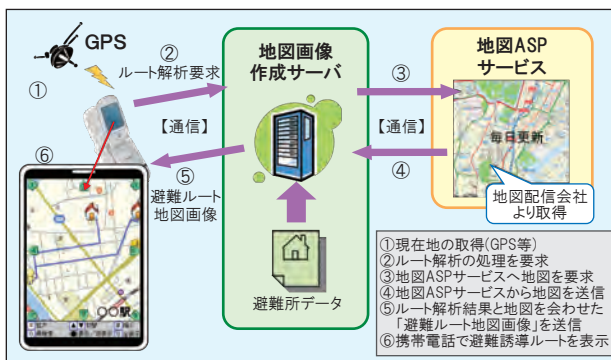 GPS
①
②
ルート解析要求
地図画像
作成サーバ
③
地図ASP
サービス
【通信】
【通信】
毎日更新
⑥
⑤
避難ルート
地図画像
④
地図配信会社
より取得
避難所データ
○○駅
①現在地の取得(GPS等)
②ルート解析の処理を要求
③地図ASPサービスへ地図を要求
④地図ASPサービスから地図を送信
⑤ルート解析結果と地図を会わせた
「避難ルート地図画像」を送信
⑥携帯電話で避難誘導ルートを表示